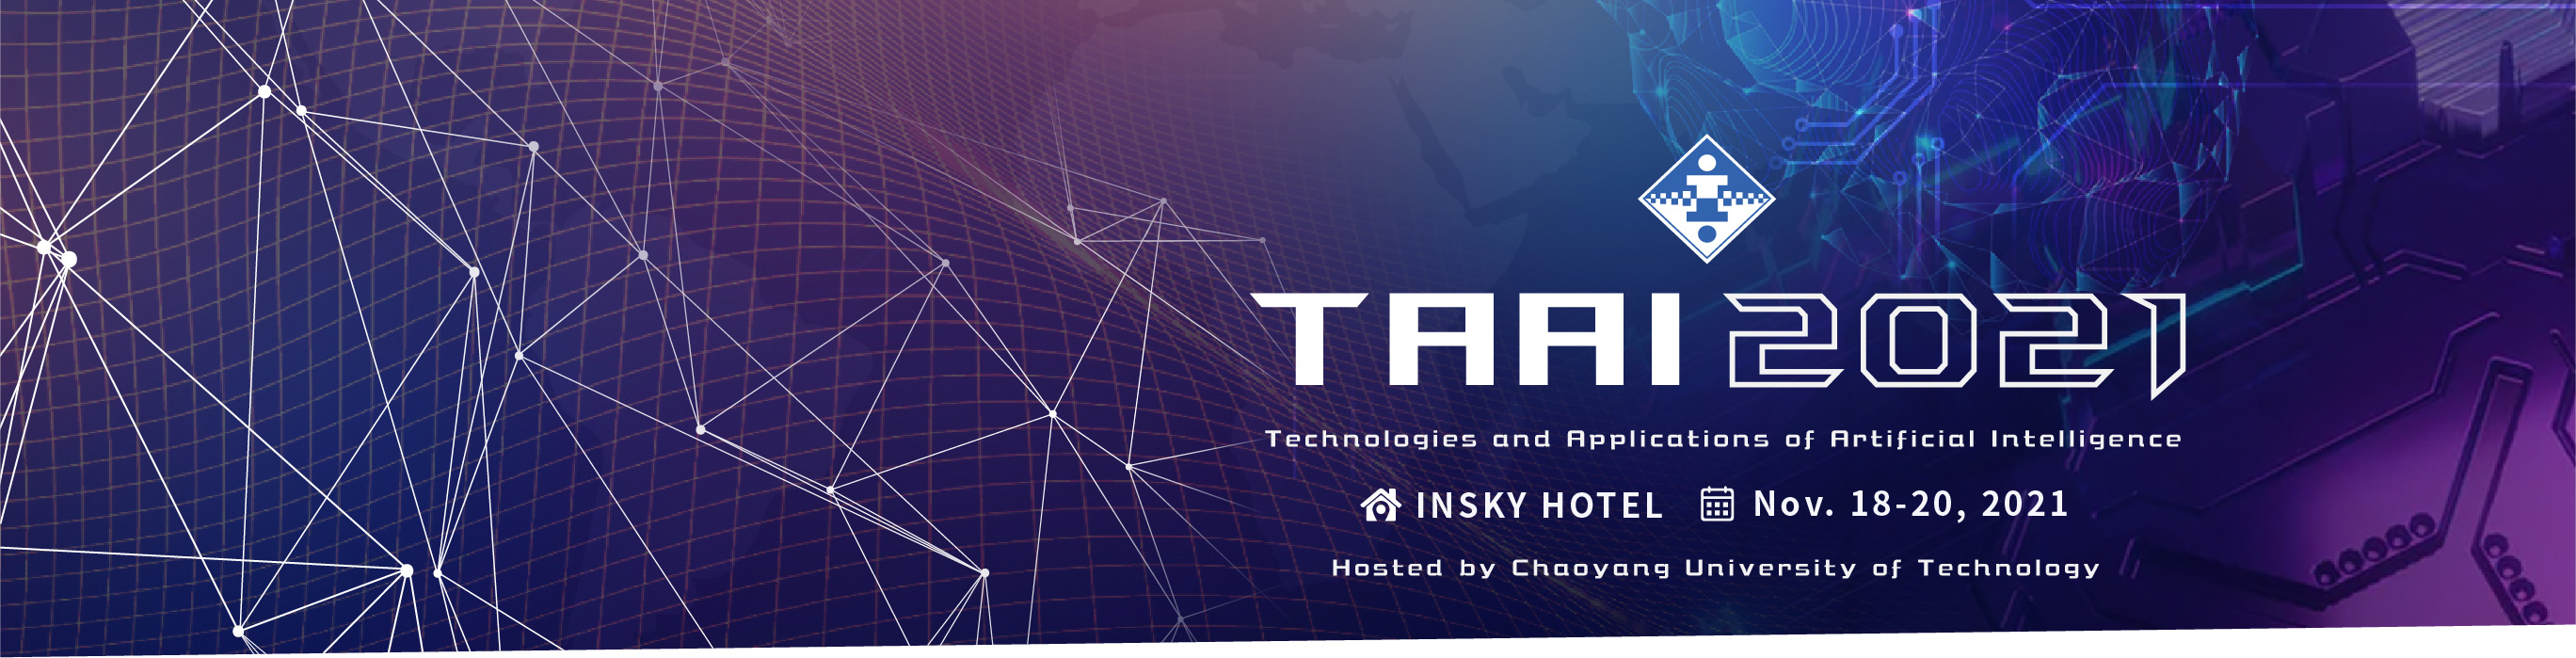 TAAI 2021
Technologies and Applications of Artificial Intelligence
INSKY HOTEL Nov. 18-20, 2021
Hosted by Chaoyang University of Technology